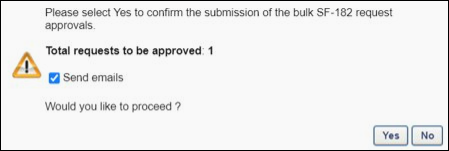 Please select Yes to confirm the submission of the bulk SF-182 request
approvals.
Total requests to be approved: 1
Send emails
Would you like to proceed ?
Yes No